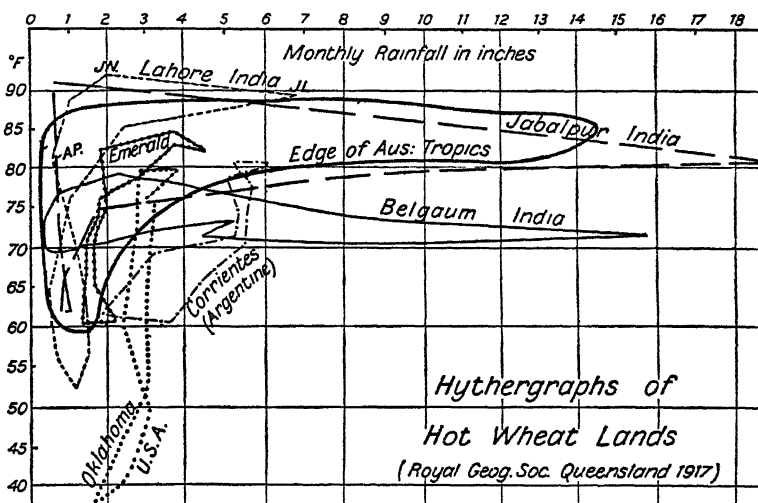 0 1 2 3 4 5 6 7 8 9 10 11 12 13 14 15 16 17 18
°F
Monthly Rainfall in inches
JN. Lahore India JL
90
85
80
75
70
65
60
55
50
45
40
Jabalpur India
AP.
Emerald
Edge of Aus: Tropics
Belgaum India
Corrientes
(Argentine)
Oklahoma
U.S.A.
Hythergraphs of
Hot Wheat Lands
(Royal Geog. Soc. Queensland 1917)